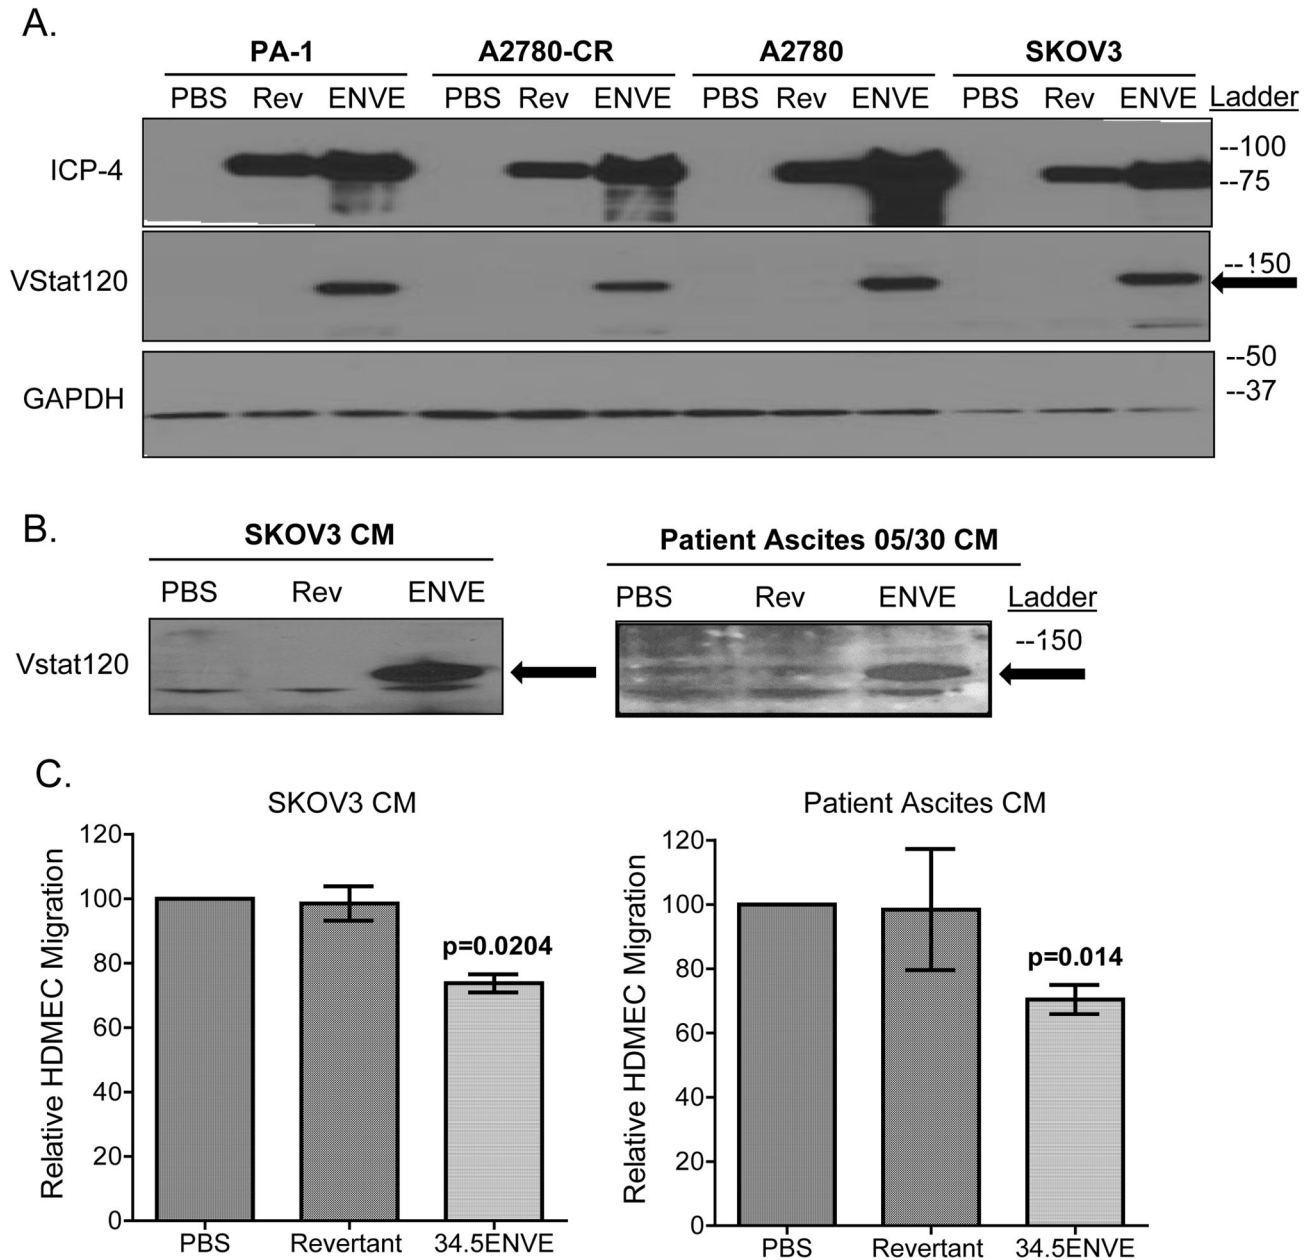 A.
PA-1 A2780-CR A2780 SKOV3
PBS Rev ENVE PBS Rev ENVE PBS Rev ENVE PBS Rev ENVE Ladder
ICP-4 --100
--75
VStat120 --150
GAPDH --50
--37
B.
SKOV3 CM Patient Ascites 05/30 CM
PBS Rev ENVE PBS Rev ENVE Ladder
Vstat120 --150
C.
SKOV3 CM
Relative HDMEC Migration
120
100
80
60
40
20
0
p=0.0204
PBS Revertant 34.5ENVE
Patient Ascites CM
Relative HDMEC Migration
120
100
80
60
40
20
0
p=0.014
PBS Revertant 34.5ENVE